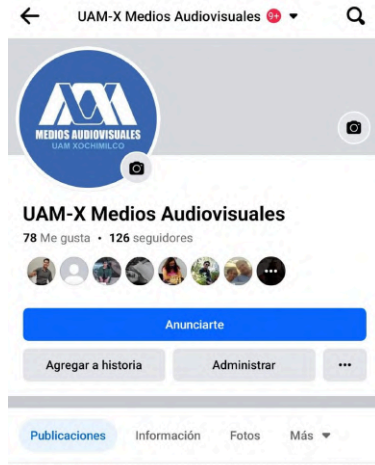 UAM-X Medios Audiovisuales 9+
MEDIOS AUDIOVISUALES
UAM XOCHIMILCO
UAM-X Medios Audiovisuales
78 Me gusta • 126 seguidores
Anunciarte
Agregar a historia Administrar
Publicaciones Información Fotos Más